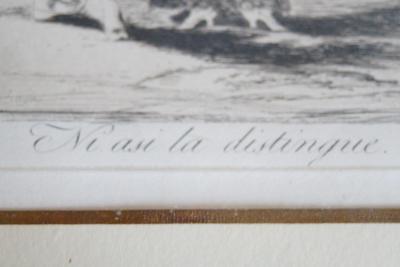 Ni asi la distingue.